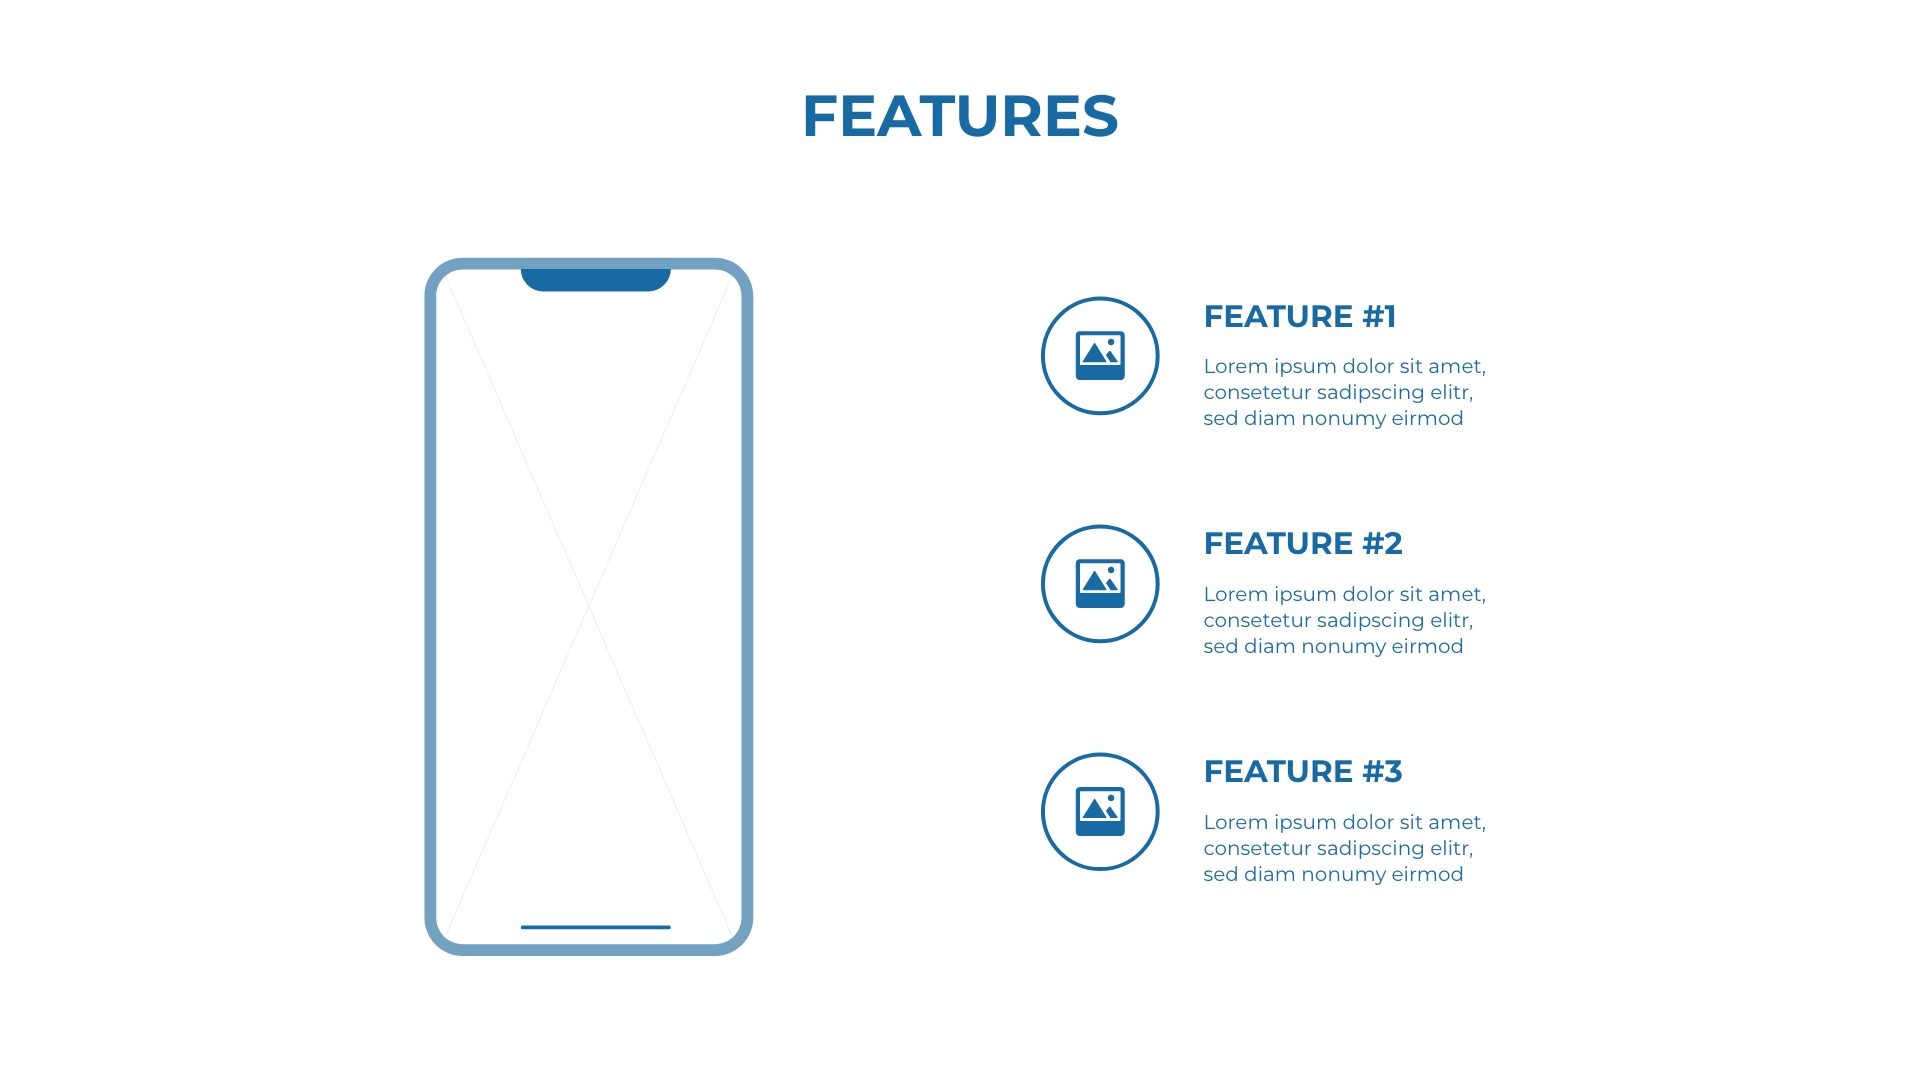 FEATURES
FEATURE #1
Lorem ipsum dolor sit amet,
consetetur sadipscing elitr,
sed diam nonumy eirmod
FEATURE #2
Lorem ipsum dolor sit amet,
consetetur sadipscing elitr,
sed diam nonumy eirmod
FEATURE #3
Lorem ipsum dolor sit amet,
consetetur sadipscing elitr,
sed diam nonumy eirmod